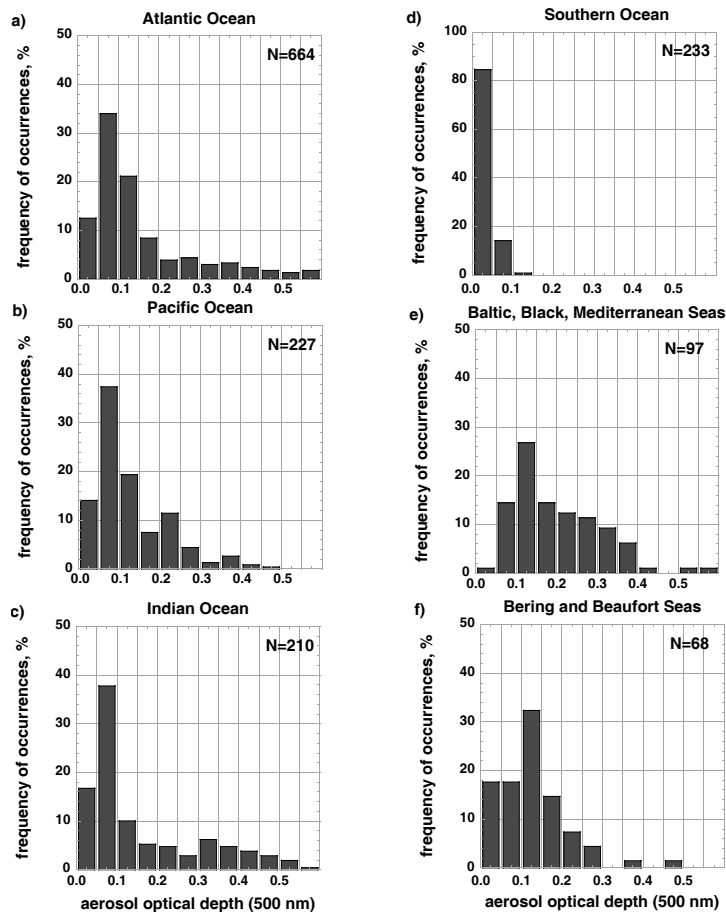 a)
Atlantic Ocean
N=664
frequency of occurrences, %
50
40
30
20
10
0
0.0 0.1 0.2 0.3 0.4 0.5
b)
Pacific Ocean
N=227
frequency of occurrences, %
50
40
30
20
10
0
0.0 0.1 0.2 0.3 0.4 0.5
c)
Indian Ocean
N=210
frequency of occurrences, %
50
40
30
20
10
0
0.0 0.1 0.2 0.3 0.4 0.5
aerosol optical depth (500 nm)
d)
Southern Ocean
N=233
frequency of occurrences, %
100
80
60
40
20
0
0.0 0.1 0.2 0.3 0.4 0.5
e)
Baltic, Black, Mediterranean Seas
N=97
frequency of occurrences, %
50
40
30
20
10
0
0.0 0.1 0.2 0.3 0.4 0.5
f)
Bering and Beaufort Seas
N=68
frequency of occurrences, %
50
40
30
20
10
0
0.0 0.1 0.2 0.3 0.4 0.5
aerosol optical depth (500 nm)